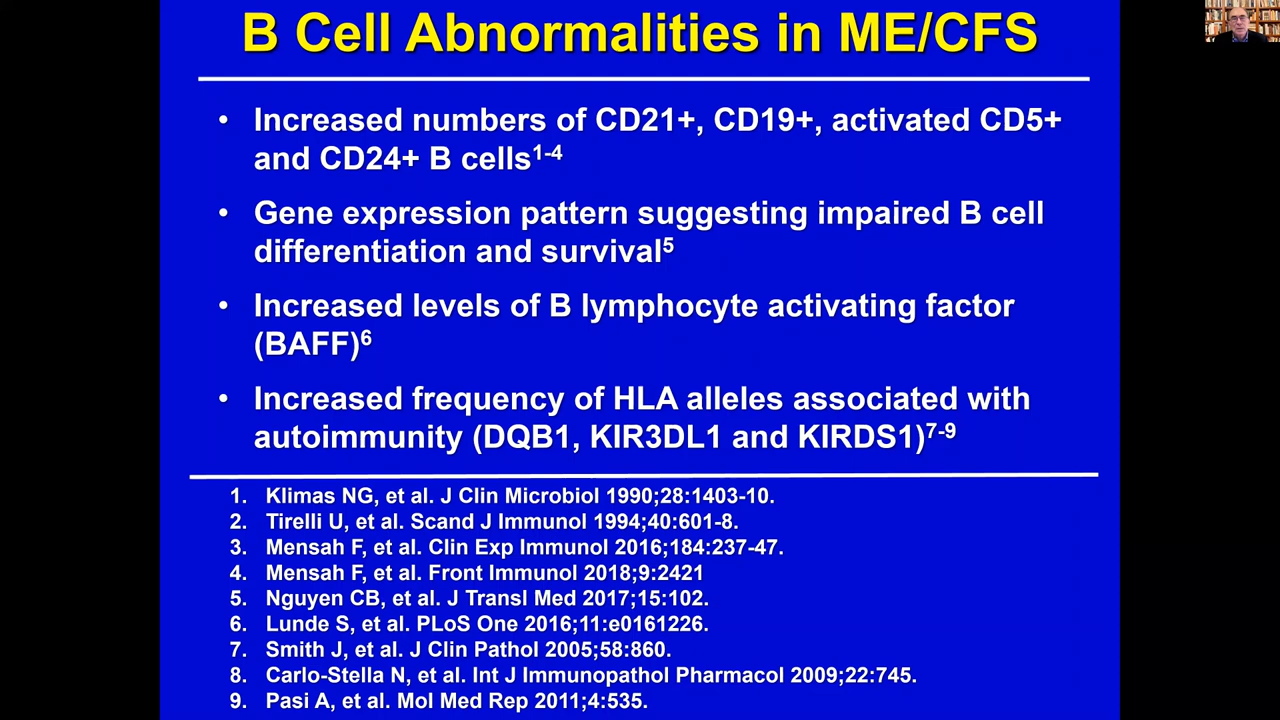 B Cell Abnormalities in ME/CFS
• Increased numbers of CD21+, CD19+, activated CD5+
and CD24+ B cells1-4
• Gene expression pattern suggesting impaired B cell
differentiation and survival5
• Increased levels of B lymphocyte activating factor
(BAFF)6
• Increased frequency of HLA alleles associated with
autoimmunity (DQB1, KIR3DL1 and KIRDS1)7-9
1. Klimas NG, et al. J Clin Microbiol 1990;28:1403-10.
2. Tirelli U, et al. Scand J Immunol 1994;40:601-8.
3. Mensah F, et al. Clin Exp Immunol 2016;184:237-47.
4. Mensah F, et al. Front Immunol 2018;9:2421
5. Nguyen CB, et al. J Transl Med 2017;15:102.
6. Lunde S, et al. PLoS One 2016;11:e0161226.
7. Smith J, et al. J Clin Pathol 2005;58:860.
8. Carlo-Stella N, et al. Int J Immunopathol Pharmacol 2009;22:745.
9. Pasi A, et al. Mol Med Rep 2011;4:535.